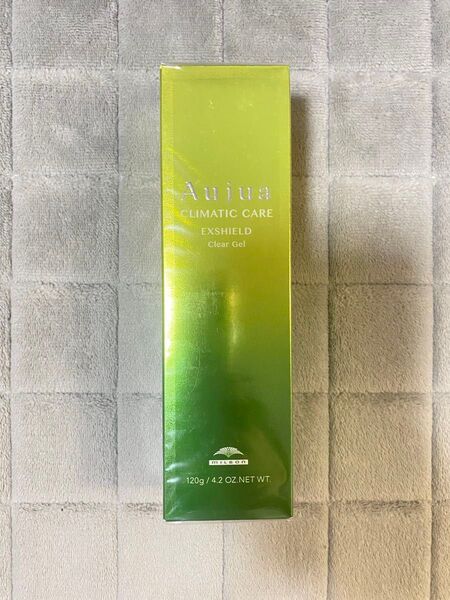 Aujua
CLIMATIC CARE
EXSHIELD
Clear Gel
MILBON
120g / 4.2 OZ.NET WT.